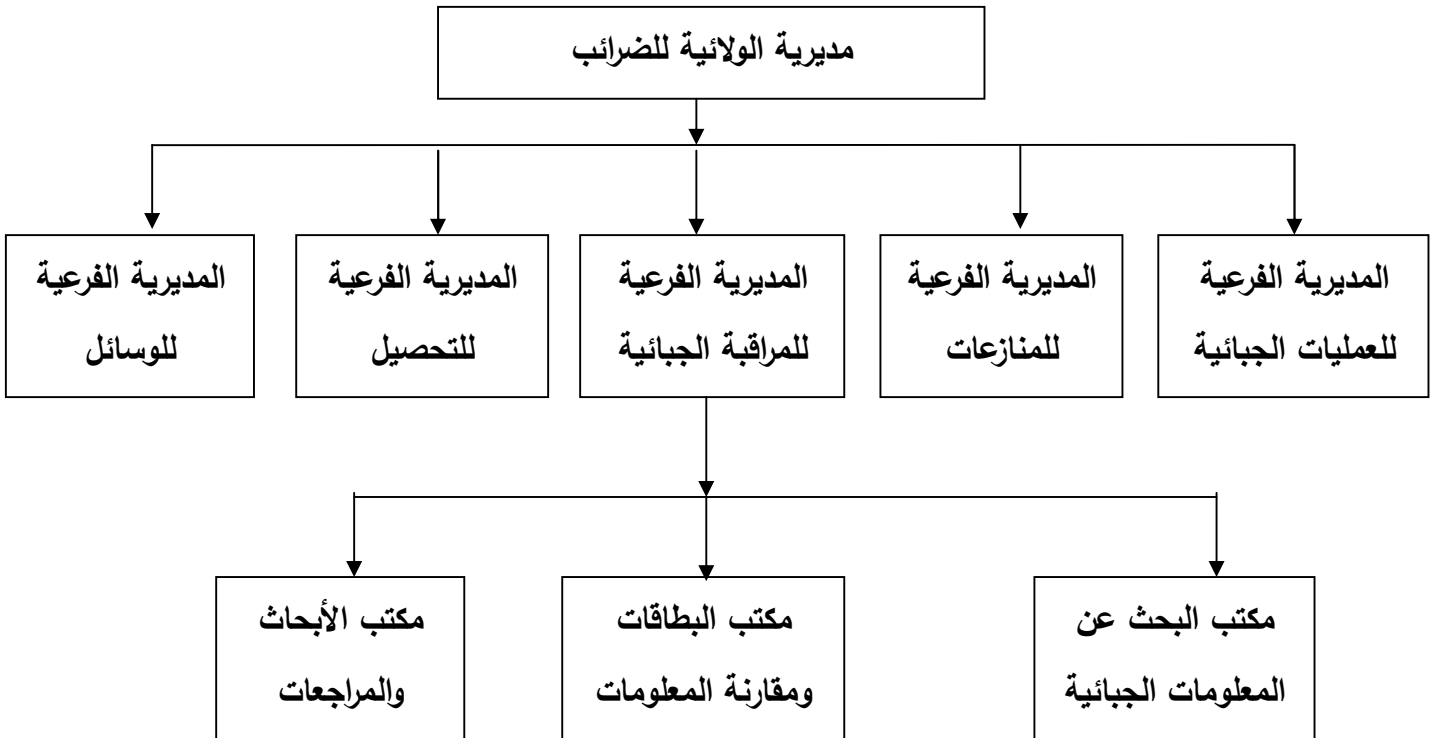 مديرية الولائية للضرائب
المديرية الفرعية
للعمليات الجبائية
المديرية الفرعية
للمنازعات
المديرية الفرعية
للمراقبة الجبائية
المديرية الفرعية
للتحصيل
المديرية الفرعية
للوسائل
مكتب البحث عن
المعلومات الجبائية
مكتب البطاقات
ومقارنة المعلومات
مكتب الأبحاث
والمراجعات